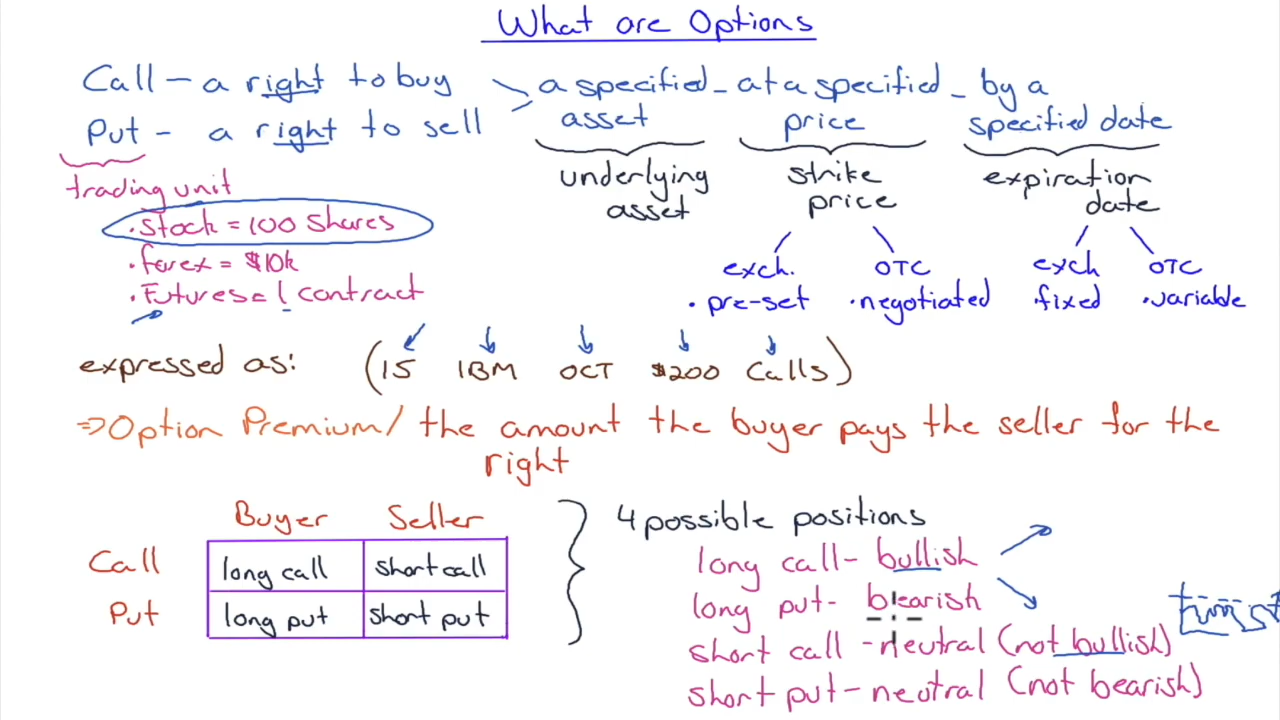 What are Options
Call – a right to buy
Put – a right to sell
a specified – at a specified – by a
asset price specified date
trading unit
underlying asset
strike price
expiration date
• Stock = 100 Shares
• forex = $10k
• Futures = 1 contract
exch. OTC exch OTC
• pre-set • negotiated • fixed • variable
expressed as: (15 IBM OCT $200 Calls)
⇒ Option Premium / the amount the buyer pays the seller for the
right
Buyer Seller
Call long call short call
Put long put short put
4 possible positions
long call – bullish
long put – bearish
short call – neutral (not bullish)
short put – neutral (not bearish)